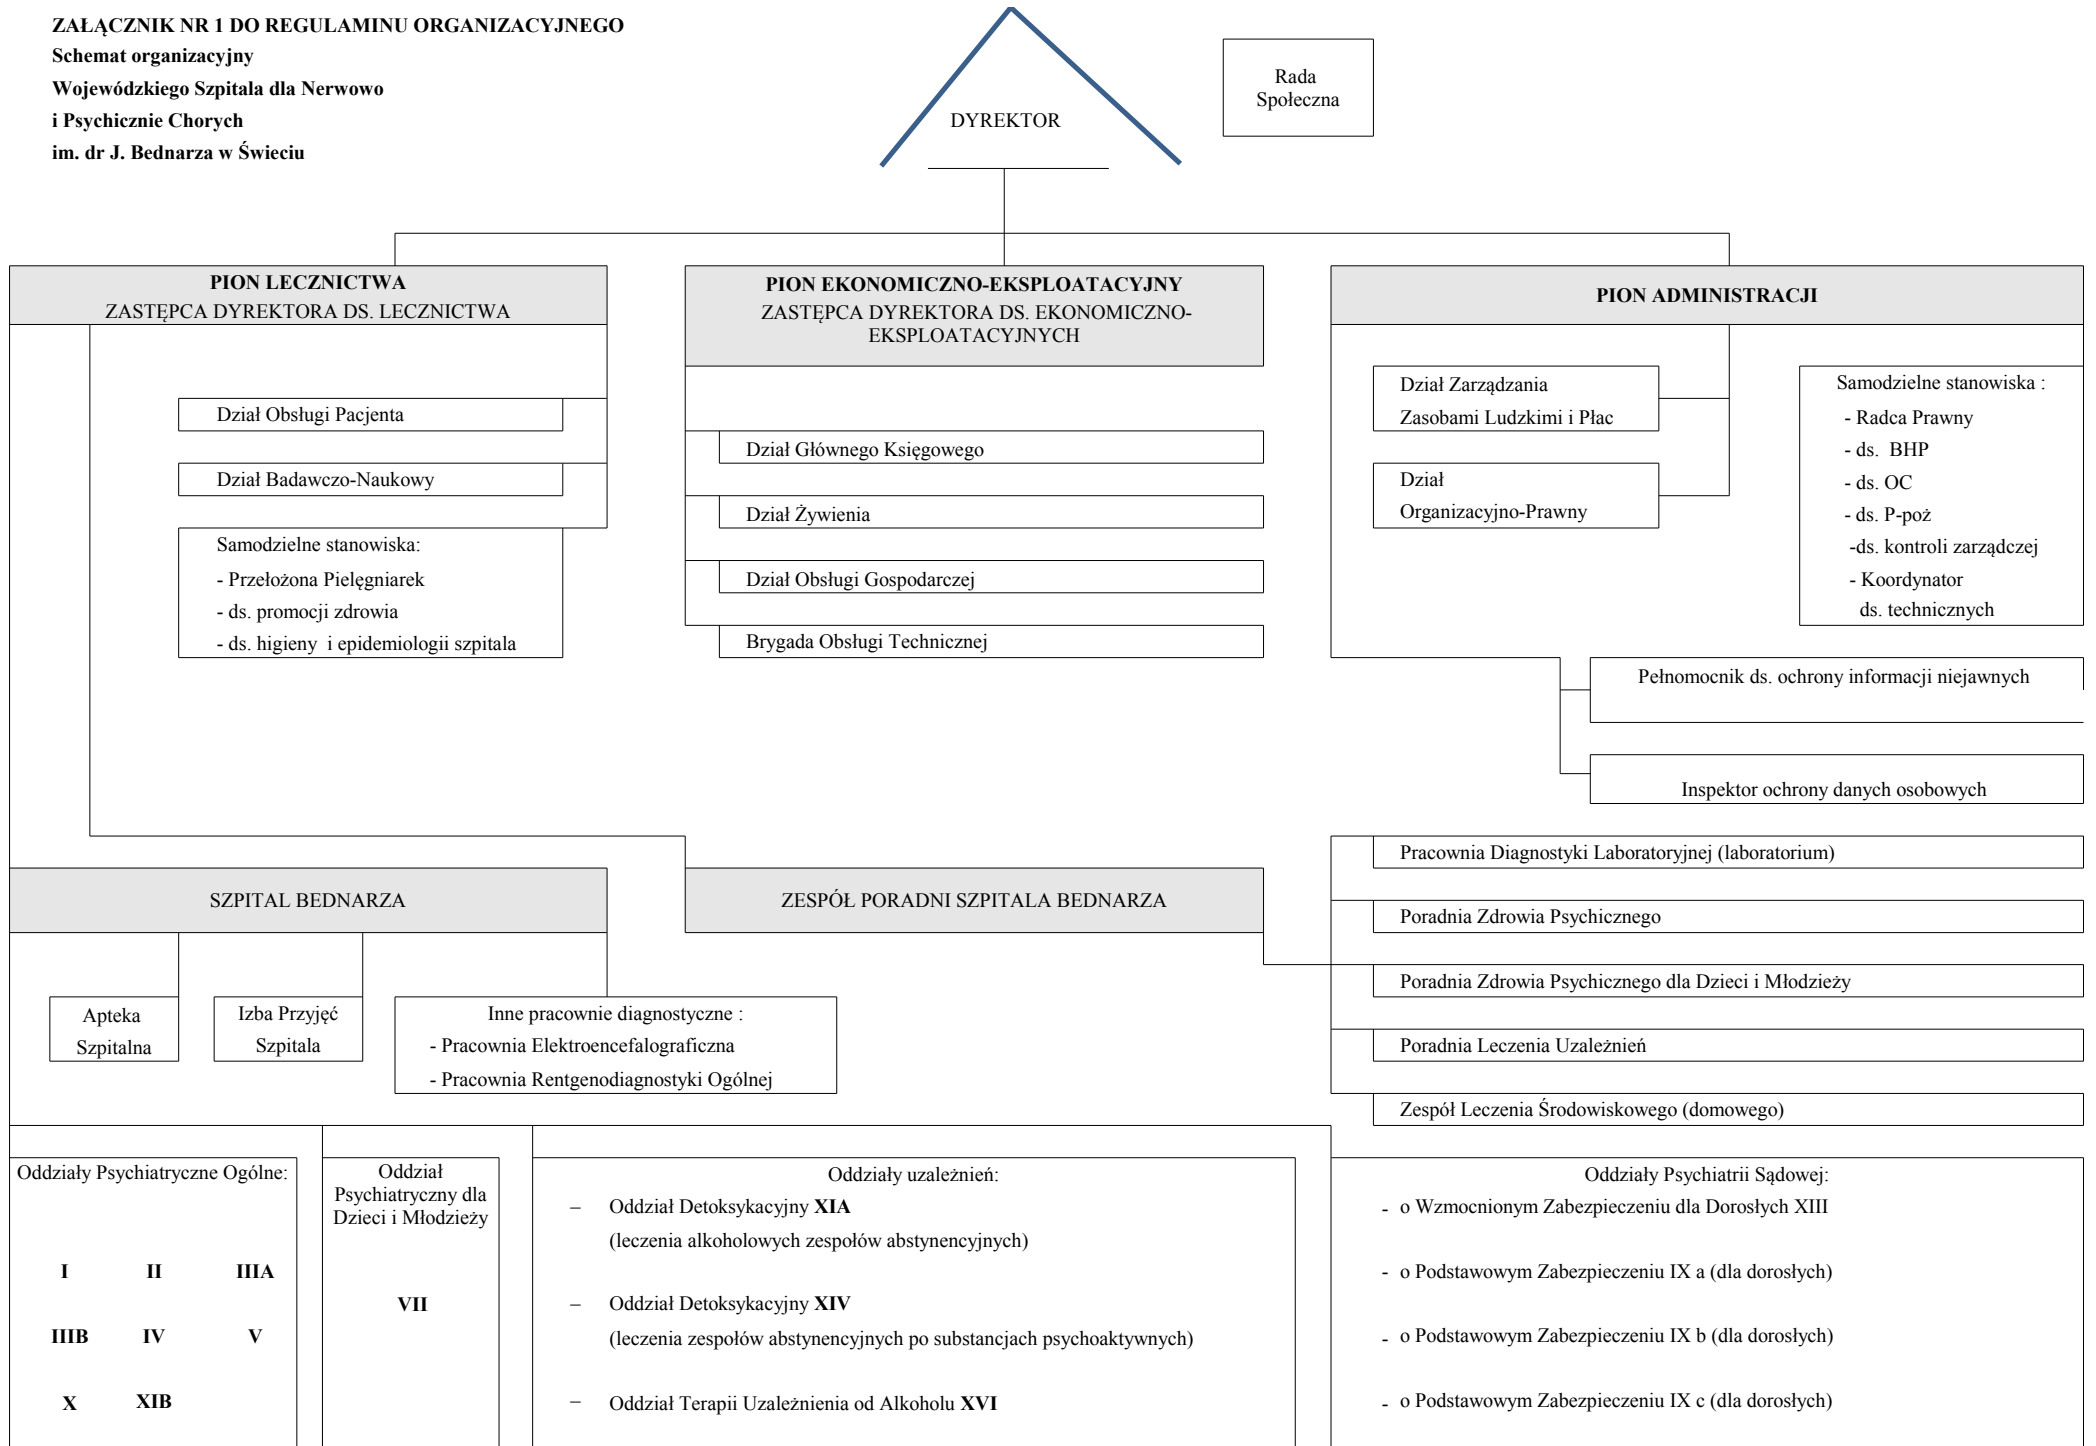 ZAŁĄCZNIK NR 1 DO REGULAMINU ORGANIZACYJNEGO
Schemat organizacyjny
Wojewódzkiego Szpitala dla Nerwowo
i Psychicznie Chorych
im. dr J. Bednarza w Świeciu
DYREKTOR
Rada
Społeczna
PION LECZNICTWA
ZASTĘPCA DYREKTORA DS. LECZNICTWA
PION EKONOMICZNO-EKSPLOATACYJNY
ZASTĘPCA DYREKTORA DS. EKONOMICZNO-
EKSPLOATACYJNYCH
PION ADMINISTRACJI
Dział Obsługi Pacjenta
Dział Badawczo-Naukowy
Samodzielne stanowiska:
- Przełożona Pielęgniarek
- ds. promocji zdrowia
- ds. higieny i epidemiologii szpitala
Dział Głównego Księgowego
Dział Żywienia
Dział Obsługi Gospodarczej
Brygada Obsługi Technicznej
Dział Zarządzania
Zasobami Ludzkimi i Płac
Dział
Organizacyjno-Prawny
Samodzielne stanowiska :
- Radca Prawny
- ds. BHP
- ds. OC
- ds. P-poż
-ds. kontroli zarządczej
- Koordynator
ds. technicznych
Pełnomocnik ds. ochrony informacji niejawnych
Inspektor ochrony danych osobowych
SZPITAL BEDNARZA
ZESPÓŁ PORADNI SZPITALA BEDNARZA
Pracownia Diagnostyki Laboratoryjnej (laboratorium)
Poradnia Zdrowia Psychicznego
Poradnia Zdrowia Psychicznego dla Dzieci i Młodzieży
Poradnia Leczenia Uzależnień
Zespół Leczenia Środowiskowego (domowego)
Apteka
Szpitalna
Izba Przyjęć
Szpitala
Inne pracownie diagnostyczne :
- Pracownia Elektroencefalograficzna
- Pracownia Rentgenodiagnostyki Ogólnej
Oddziały Psychiatryczne Ogólne:
I II IIIA
IIIB IV V
X XIB
Oddział
Psychiatryczny dla
Dzieci i Młodzieży
VII
Oddziały uzależnień:
– Oddział Detoksykacyjny XIA
(leczenia alkoholowych zespołów abstynencyjnych)
– Oddział Detoksykacyjny XIV
(leczenia zespołów abstynencyjnych po substancjach psychoaktywnych)
– Oddział Terapii Uzależnienia od Alkoholu XVI
Oddziały Psychiatrii Sądowej:
- o Wzmocnionym Zabezpieczeniu dla Dorosłych XIII
- o Podstawowym Zabezpieczeniu IX a (dla dorosłych)
- o Podstawowym Zabezpieczeniu IX b (dla dorosłych)
- o Podstawowym Zabezpieczeniu IX c (dla dorosłych)